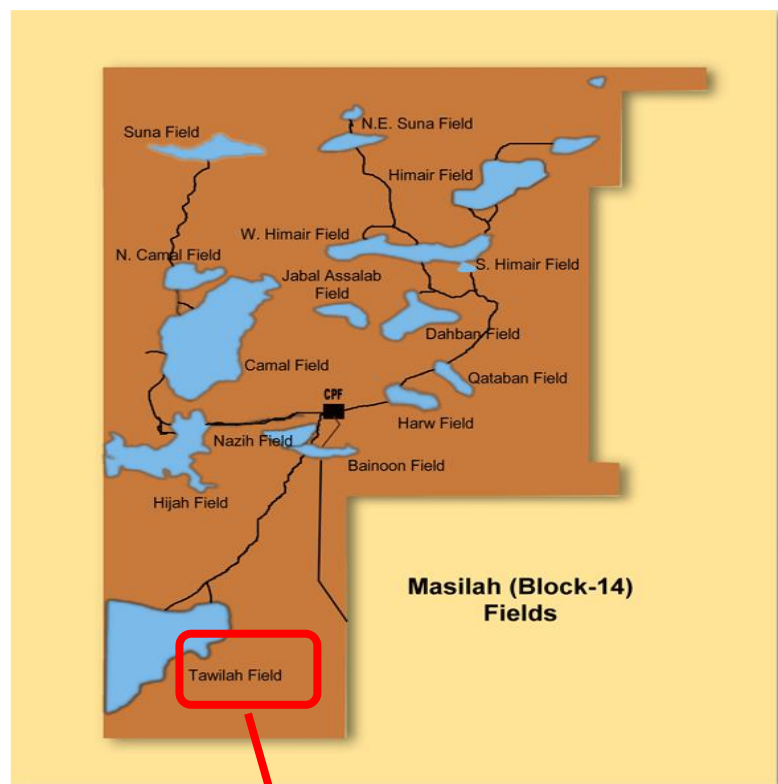 Suna Field
N.E. Suna Field
Himair Field
W. Himair Field
N. Camal Field
S. Himair Field
Jabal Assalab
Field
Dahban Field
Camal Field
Qataban Field
CPF
Harw Field
Nazih Field
Bainoon Field
Hijah Field
Masilah (Block-14)
Fields
Tawilah Field